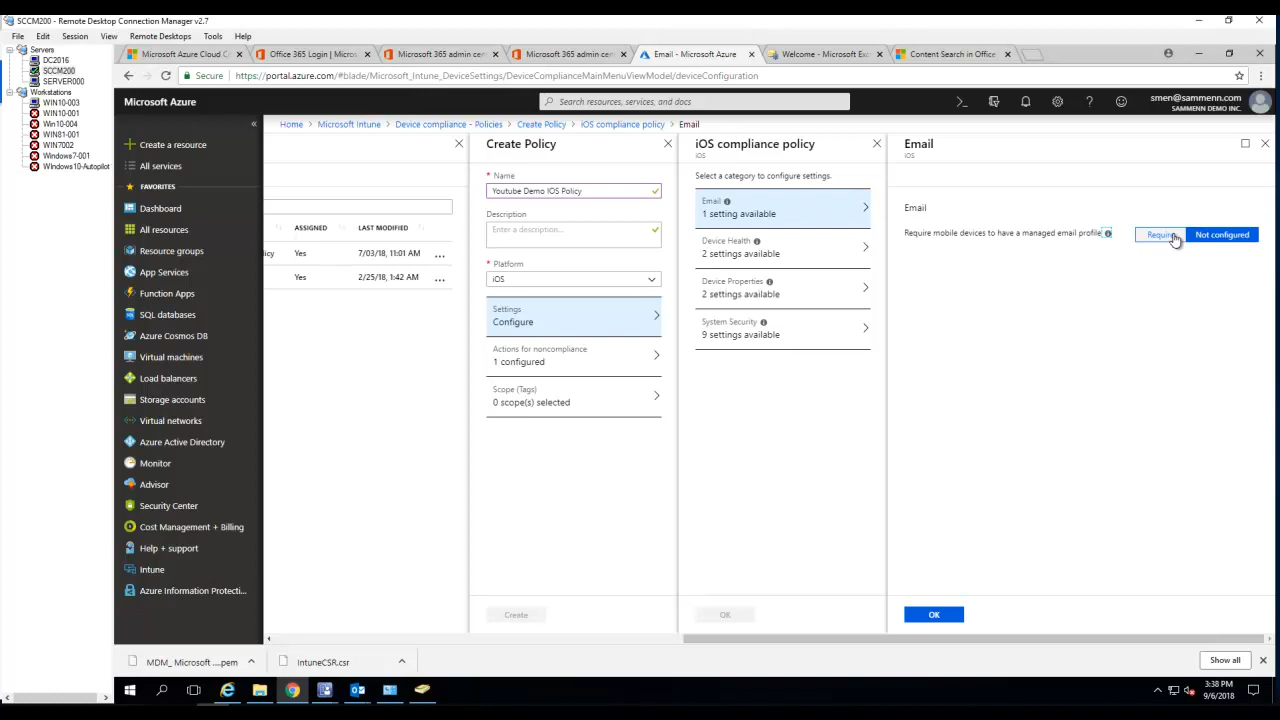 SCCM200 - Remote Desktop Connection Manager v2.7
File Edit Session View Remote Desktops Tools Help
Servers
DC2016
SCCM200
SERVER000
Workstations
WIN10-003
WIN10-001
Win10-004
WIN81-001
WIN7002
Windows7-001
Windows10-Autopilot
Microsoft Azure Cloud C
Office 365 Login | Micros
Microsoft 365 admin cen
Microsoft 365 admin cen
Email - Microsoft Azure
Welcome - Microsoft Exc
Content Search in Office
Secure https://portal.azure.com/#blade/Microsoft_Intune_DeviceSettings/DeviceComplianceMainMenuViewModel/deviceConfiguration
Microsoft Azure
Search resources, services, and docs
smen@sammenn.com
SAMMENN DEMO INC.
Home > Microsoft Intune > Device compliance - Policies > Create Policy > iOS compliance policy > Email
Create a resource
All services
FAVORITES
Dashboard
All resources
Resource groups
App Services
Function Apps
SQL databases
Azure Cosmos DB
Virtual machines
Load balancers
Storage accounts
Virtual networks
Azure Active Directory
Monitor
Advisor
Security Center
Cost Management + Billing
Help + support
Intune
Azure Information Protecti...
ASSIGNED LAST MODIFIED
licy Yes 7/03/18, 11:01 AM ...
Yes 2/25/18, 1:42 AM ...
Create Policy
* Name
Youtube Demo IOS Policy
Description
Enter a description...
* Platform
iOS
Settings
Configure
Actions for noncompliance
1 configured
Scope (Tags)
0 scope(s) selected
Create
iOS compliance policy
iOS
Select a category to configure settings.
Email
1 setting available
Device Health
2 settings available
Device Properties
2 settings available
System Security
9 settings available
OK
Email
iOS
Email
Require mobile devices to have a managed email profile
Require Not configured
OK
MDM_ Microsoft ....pem
IntuneCSR.csr
Show all
3:38 PM
9/6/2018